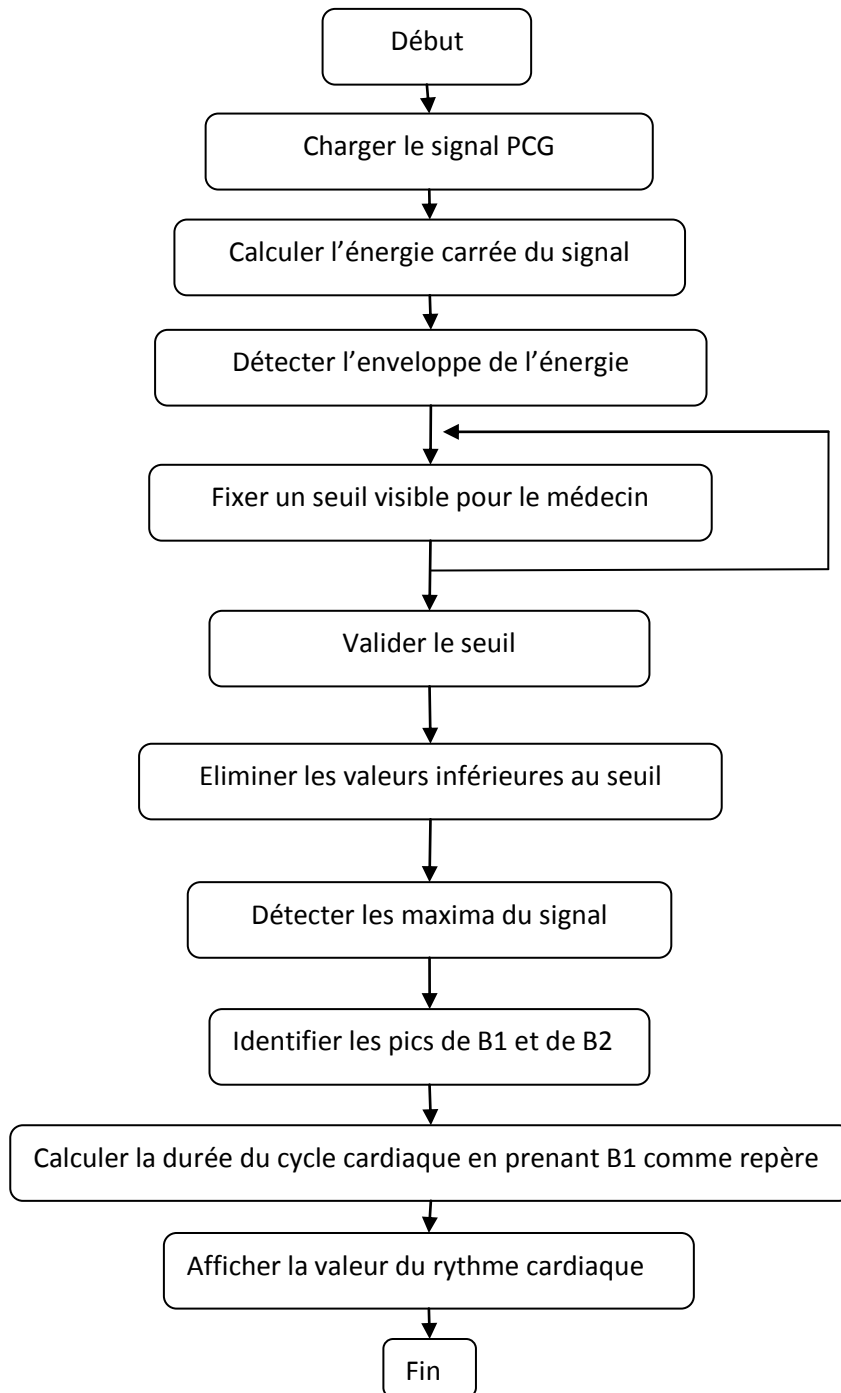 Début
Charger le signal PCG
Calculer l’énergie carrée du signal
Détecter l’enveloppe de l’énergie
Fixer un seuil visible pour le médecin
Valider le seuil
Eliminer les valeurs inférieures au seuil
Détecter les maxima du signal
Identifier les pics de B1 et de B2
Calculer la durée du cycle cardiaque en prenant B1 comme repère
Afficher la valeur du rythme cardiaque
Fin